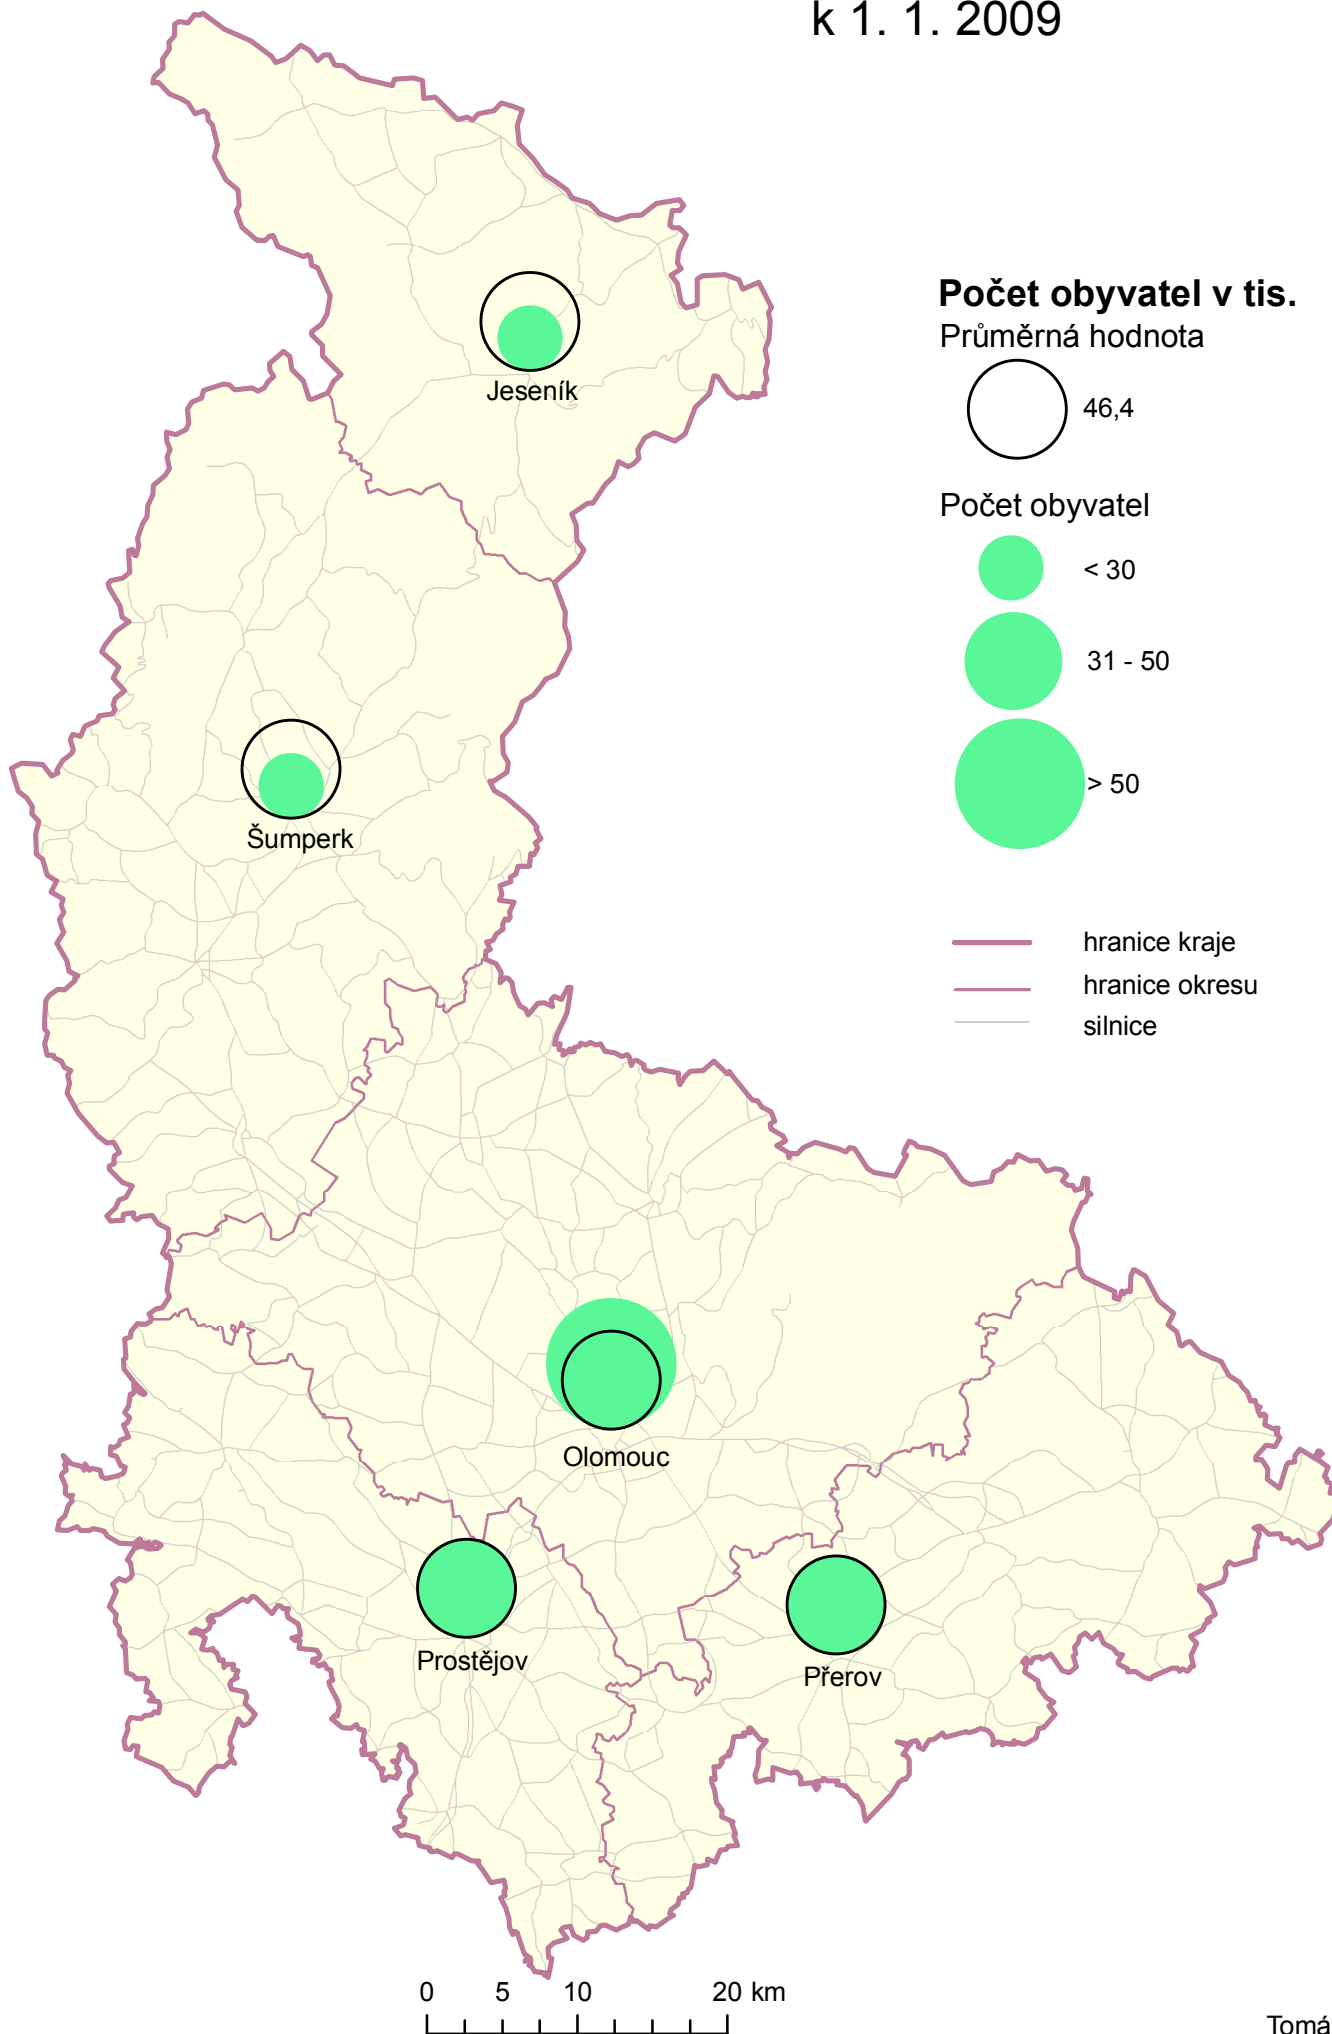 k 1. 1. 2009
Počet obyvatel v tis.
Průměrná hodnota
46,4
Počet obyvatel
< 30
31 - 50
> 50
hranice kraje
hranice okresu
silnice
Jeseník
Šumperk
Olomouc
Prostějov
Přerov
0 5 10 20 km
Tomá